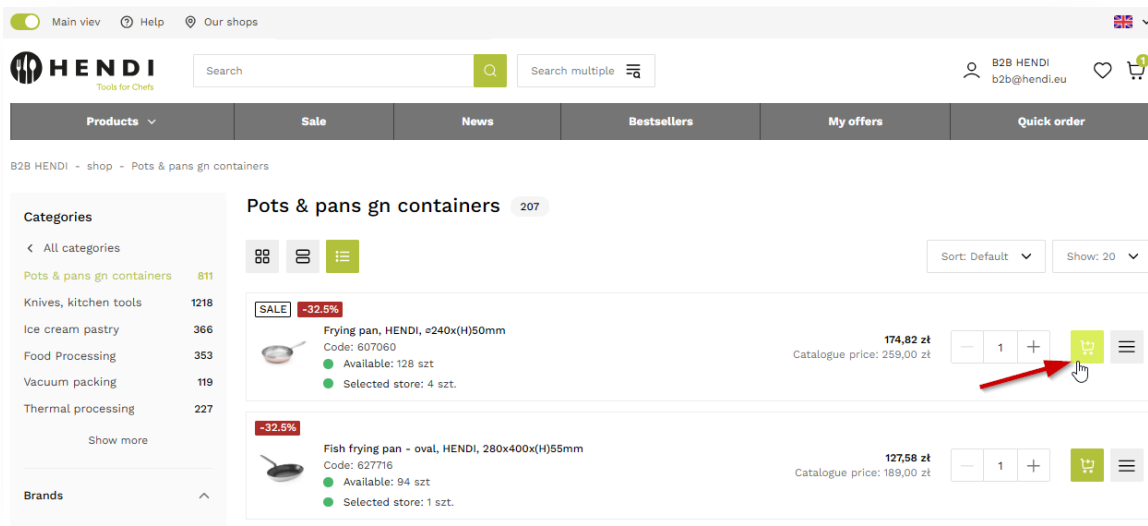 Main viev Help Our shops
HENDI
Tools for Chefs
Search
Search multiple
B2B HENDI
b2b@hendi.eu
1
Products Sale News Bestsellers My offers Quick order
B2B HENDI - shop - Pots & pans gn containers
Categories
All categories
Pots & pans gn containers 811
Knives, kitchen tools 1218
Ice cream pastry 366
Food Processing 353
Vacuum packing 119
Thermal processing 227
Show more
Brands
Pots & pans gn containers 207
Sort: Default Show: 20
SALE -32.5%
Frying pan, HENDI, ⌀240x(H)50mm
Code: 607060
Available: 128 szt
Selected store: 4 szt.
174,82 zł
Catalogue price: 259,00 zł
1
-32.5%
Fish frying pan - oval, HENDI, 280x400x(H)55mm
Code: 627716
Available: 94 szt
Selected store: 1 szt.
127,58 zł
Catalogue price: 189,00 zł
1